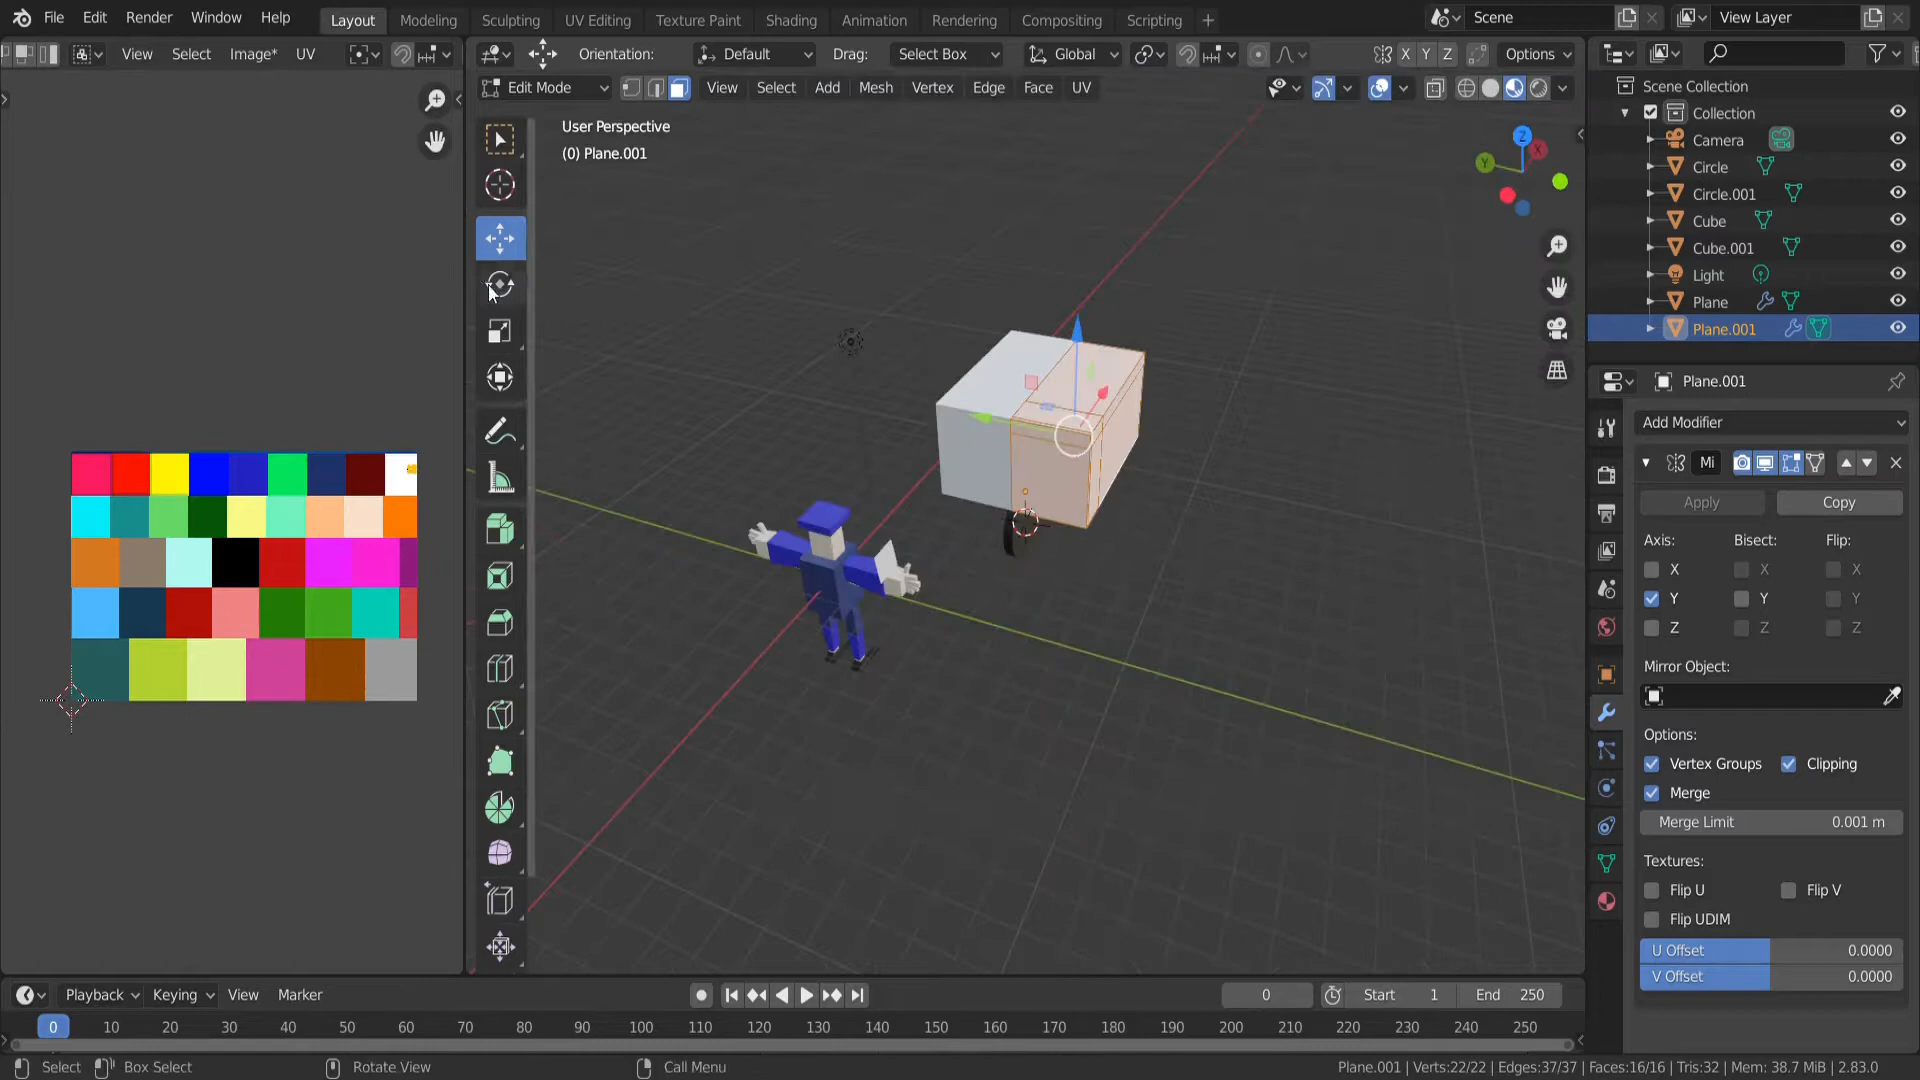 File Edit Render Window Help Layout Modeling Sculpting UV Editing Texture Paint Shading Animation Rendering Compositing Scripting + Scene View Layer
View Select Image* UV Orientation: Default Drag: Select Box Global X Y Z Options
Edit Mode View Select Add Mesh Vertex Edge Face UV
User Perspective
(0) Plane.001
Z
X
Y
Scene Collection
Collection
Camera
Circle
Circle.001
Cube
Cube.001
Light
Plane
Plane.001
Plane.001
Add Modifier
Mi
Apply Copy
Axis: Bisect: Flip:
X X X
Y Y Y
Z Z Z
Mirror Object:
Options:
Vertex Groups Clipping
Merge
Merge Limit 0.001 m
Textures:
Flip U Flip V
Flip UDIM
U Offset 0.0000
V Offset 0.0000
Playback Keying View Marker 0 Start 1 End 250
0 10 20 30 40 50 60 70 80 90 100 110 120 130 140 150 160 170 180 190 200 210 220 230 240 250
Select Box Select Rotate View Call Menu Plane.001 | Verts:22/22 | Edges:37/37 | Faces:16/16 | Tris:32 | Mem: 38.7 MiB | 2.83.0